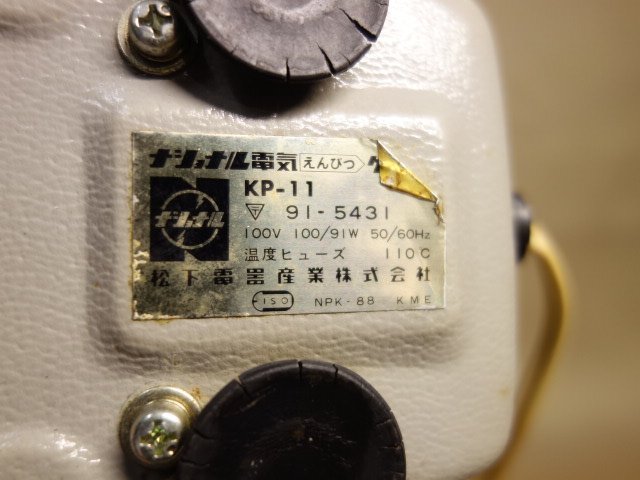 ナショナル電気えんぴつケ
KP-11
ナショナル
▽ 91-5431
100V 100/91W 50/60Hz
温度ヒューズ 110C
松下電器産業株式会社
ISO NPK-88 KME